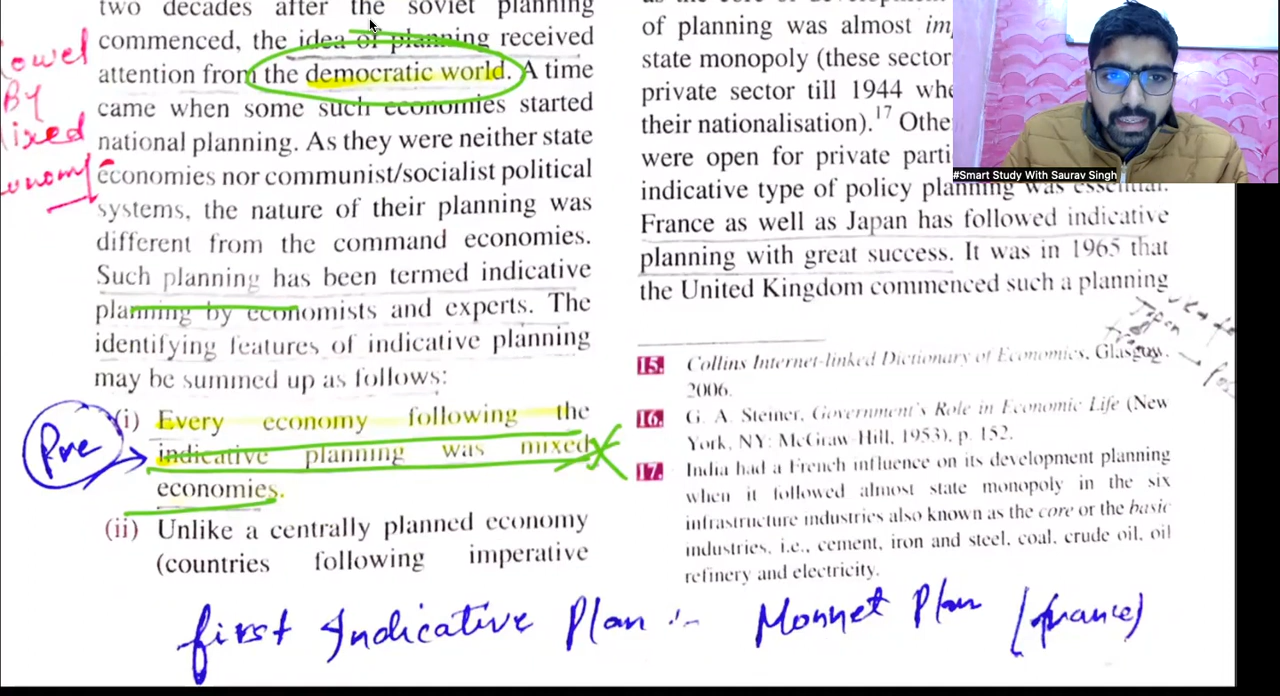 two decades after the soviet planning
commenced, the idea of planning received
attention from the democratic world. A time
came when some such economies started
national planning. As they were neither state
economies nor communist/socialist political
systems, the nature of their planning was
different from the command economies.
Such planning has been termed indicative
planning by economists and experts. The
identifying features of indicative planning
may be summed up as follows:
(i) Every economy following the
indicative planning was mixed
economies.
(ii) Unlike a centrally planned economy
(countries following imperative
By
Pre
of planning was almost
state monopoly (these sector
private sector till 1944
their nationalisation).17
were open for private
indicative type of policy planning was essential.
France as well as Japan has followed indicative
planning with great success. It was in 1965 that
the United Kingdom commenced such a planning
Japan
15. Collins Internet-linked Dictionary of Economics, Glasgow,
2006.
16. G. A. Steiner, Government's Role in Economic Life (New
York, NY: McGraw-Hill, 1953), p. 152.
17. India had a French influence on its development planning
when it followed almost state monopoly in the six
infrastructure industries also known as the core or the basic
industries, i.e., cement, iron and steel, coal, crude oil, oil
refinery and electricity.
first Indicative Plan :- Monnet Plan (france)
#Smart Study With Saurav Singh